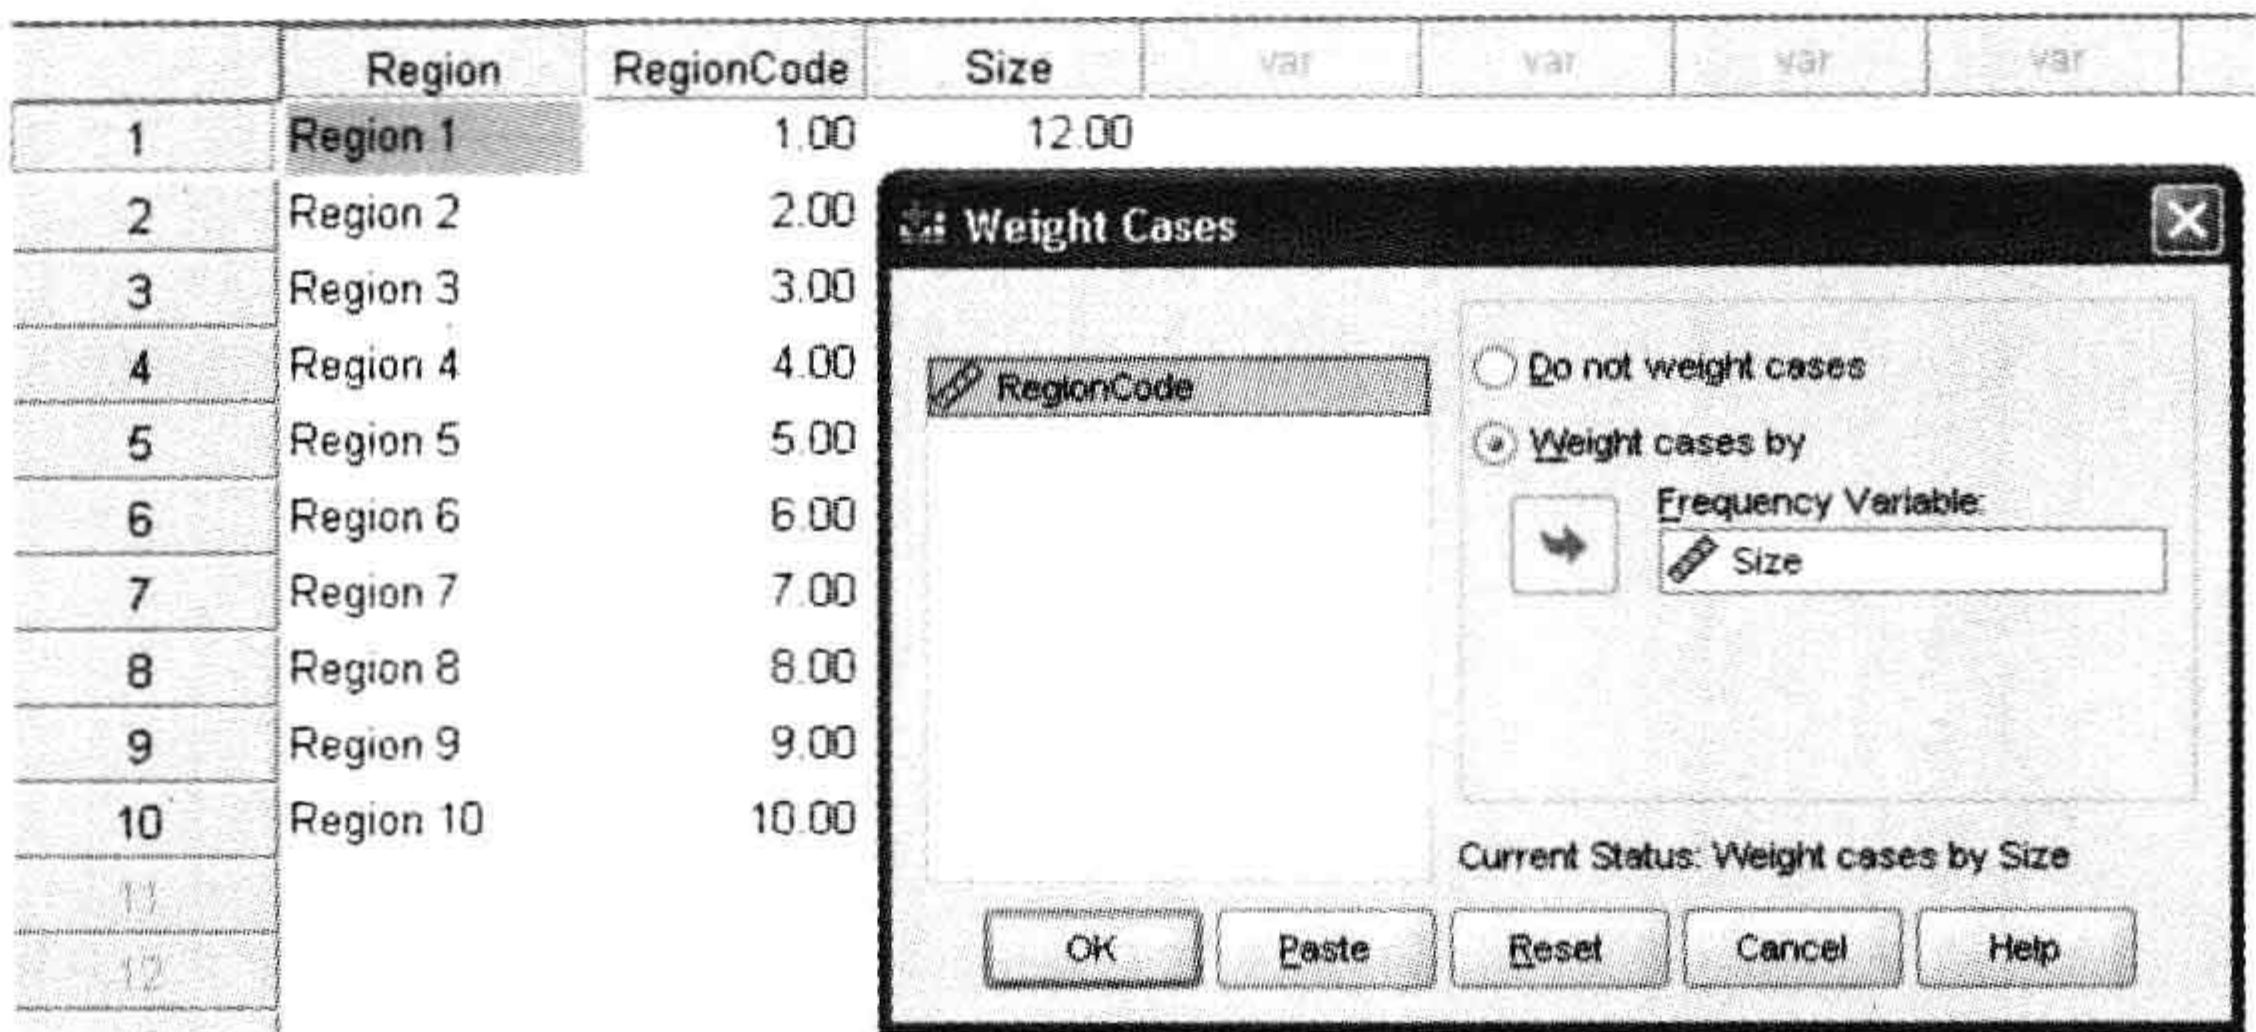 Region RegionCode Size var var var var
1 Region 1 1.00 12.00
2 Region 2 2.00
3 Region 3 3.00
4 Region 4 4.00
5 Region 5 5.00
6 Region 6 6.00
7 Region 7 7.00
8 Region 8 8.00
9 Region 9 9.00
10 Region 10 10.00
11
12
Weight Cases
RegionCode
Do not weight cases
Weight cases by
Frequency Variable:
Size
Current Status: Weight cases by Size
OK Paste Reset Cancel Help